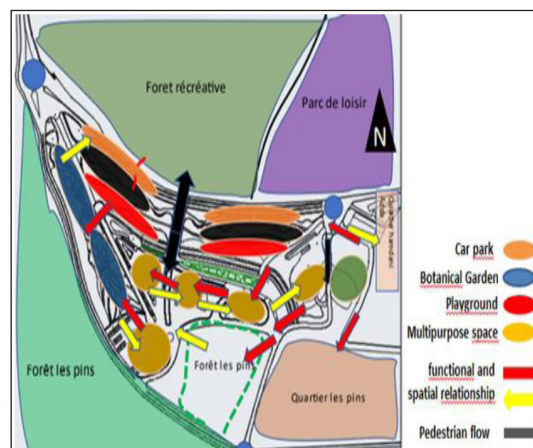 Foret récréative
Parc de loisir
N
Forêt les pins
Forêt les pins
Quartier les pins
Car park
Botanical Garden
Playground
Multipurpose space
functional and
spatial relationship
Pedestrian flow